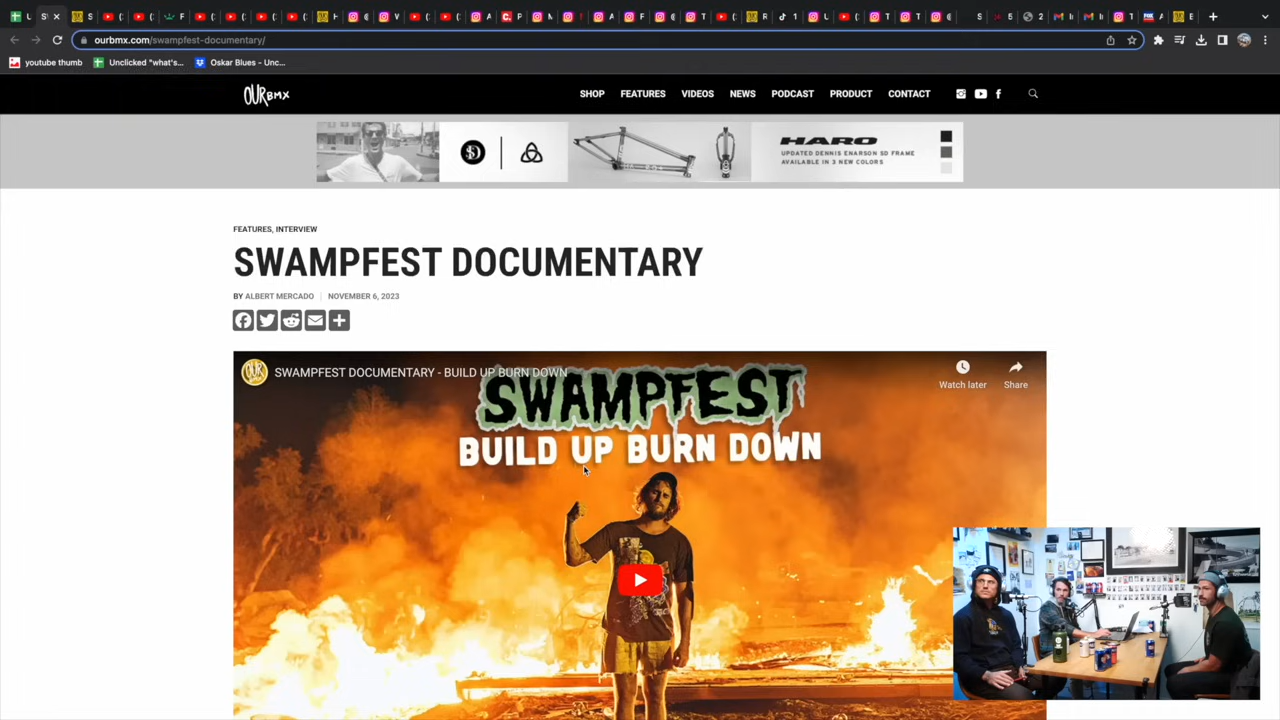 ourbmx.com/swampfest-documentary/
youtube thumb
Unclicked "what's...
Oskar Blues - Unc...
OUR BMX
SHOP
FEATURES
VIDEOS
NEWS
PODCAST
PRODUCT
CONTACT
HARO
UPDATED DENNIS ENARSON SD FRAME
AVAILABLE IN 3 NEW COLORS
FEATURES, INTERVIEW
SWAMPFEST DOCUMENTARY
BY ALBERT MERCADO
NOVEMBER 6, 2023
SWAMPFEST DOCUMENTARY - BUILD UP BURN DOWN
Watch later
Share
SWAMPFEST
BUILD UP BURN DOWN